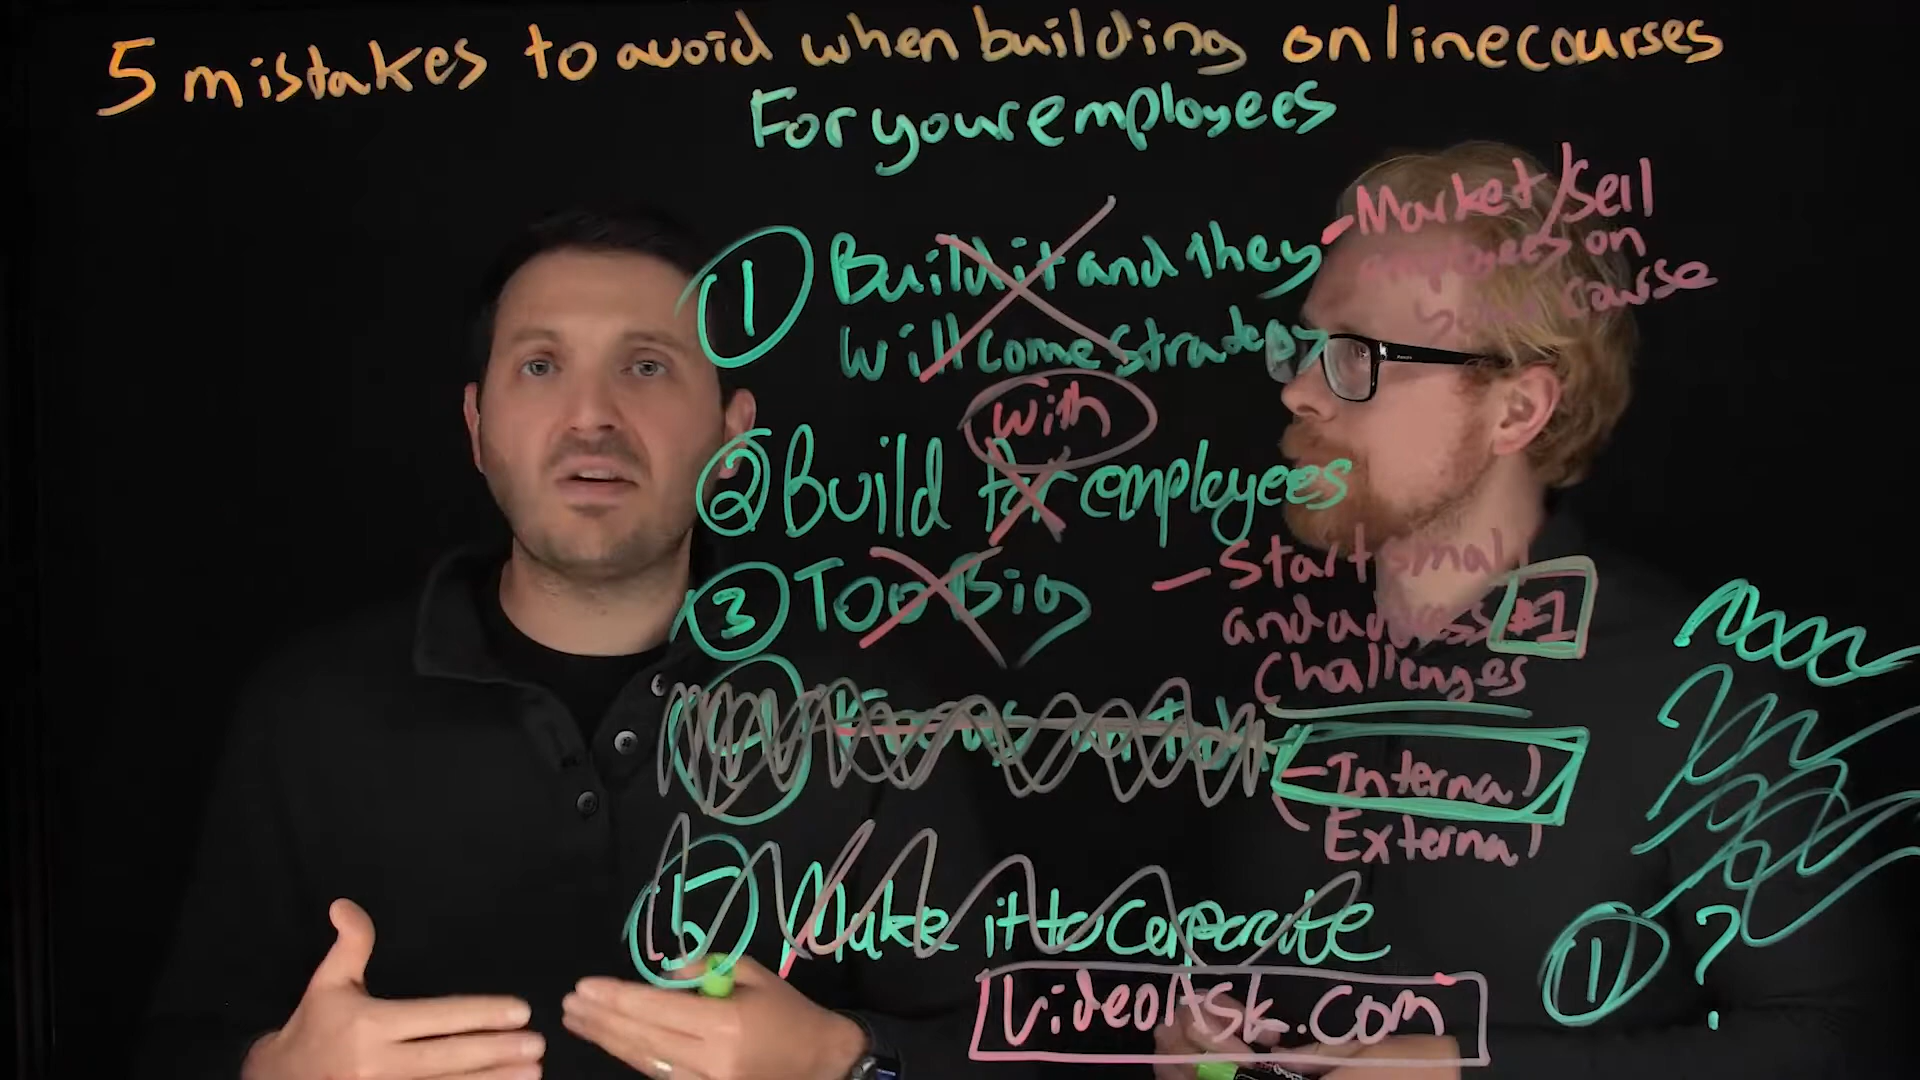 5 mistakes to avoid when building online courses
For your employees
1 Build it and they
Will come strategy
- Market/Sell
employees on
your course
with
2 Build for employees
3 Too Big
- Start small
and address #1
Challenges
- Internal
External
5 Make it to Corporate
VideoAsk.com
1 ?